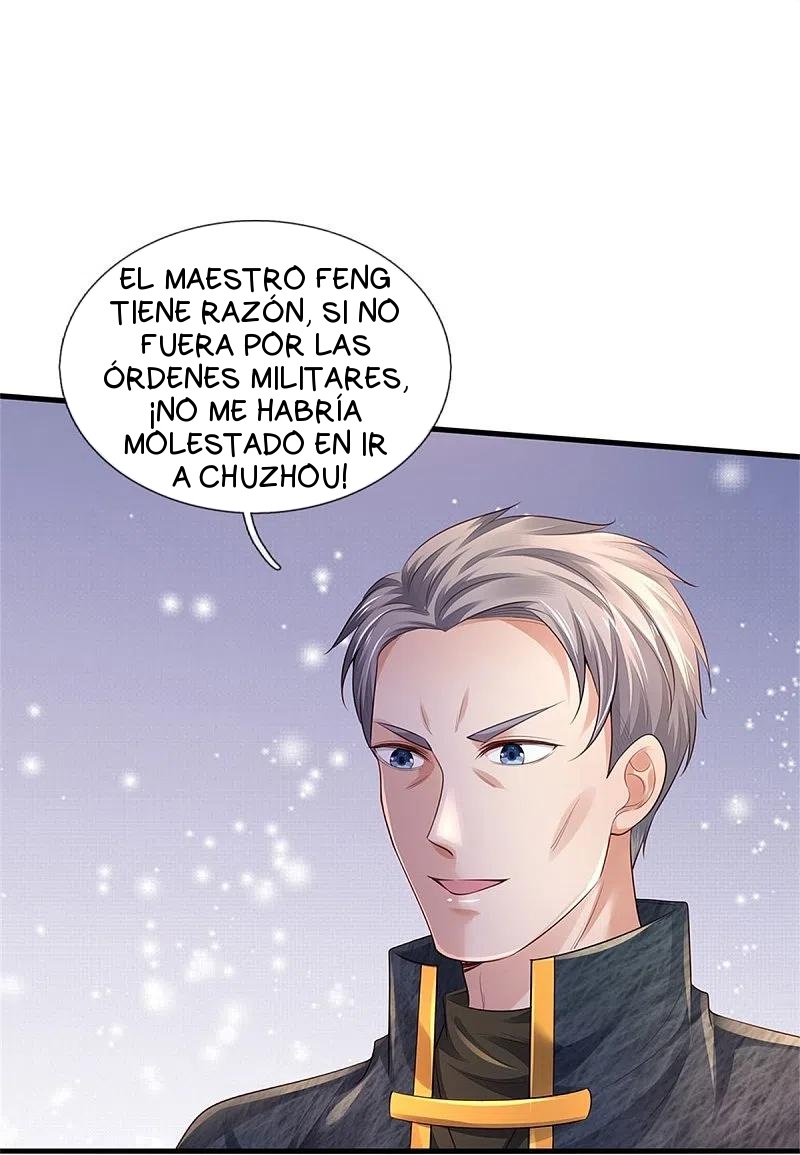 EL MAESTRO FENG
TIENE RAZÓN, SI NO
FUERA POR LAS
ÓRDENES MILITARES,
¡NO ME HABRÍA
MOLESTADO EN IR
A CHUZHOU!